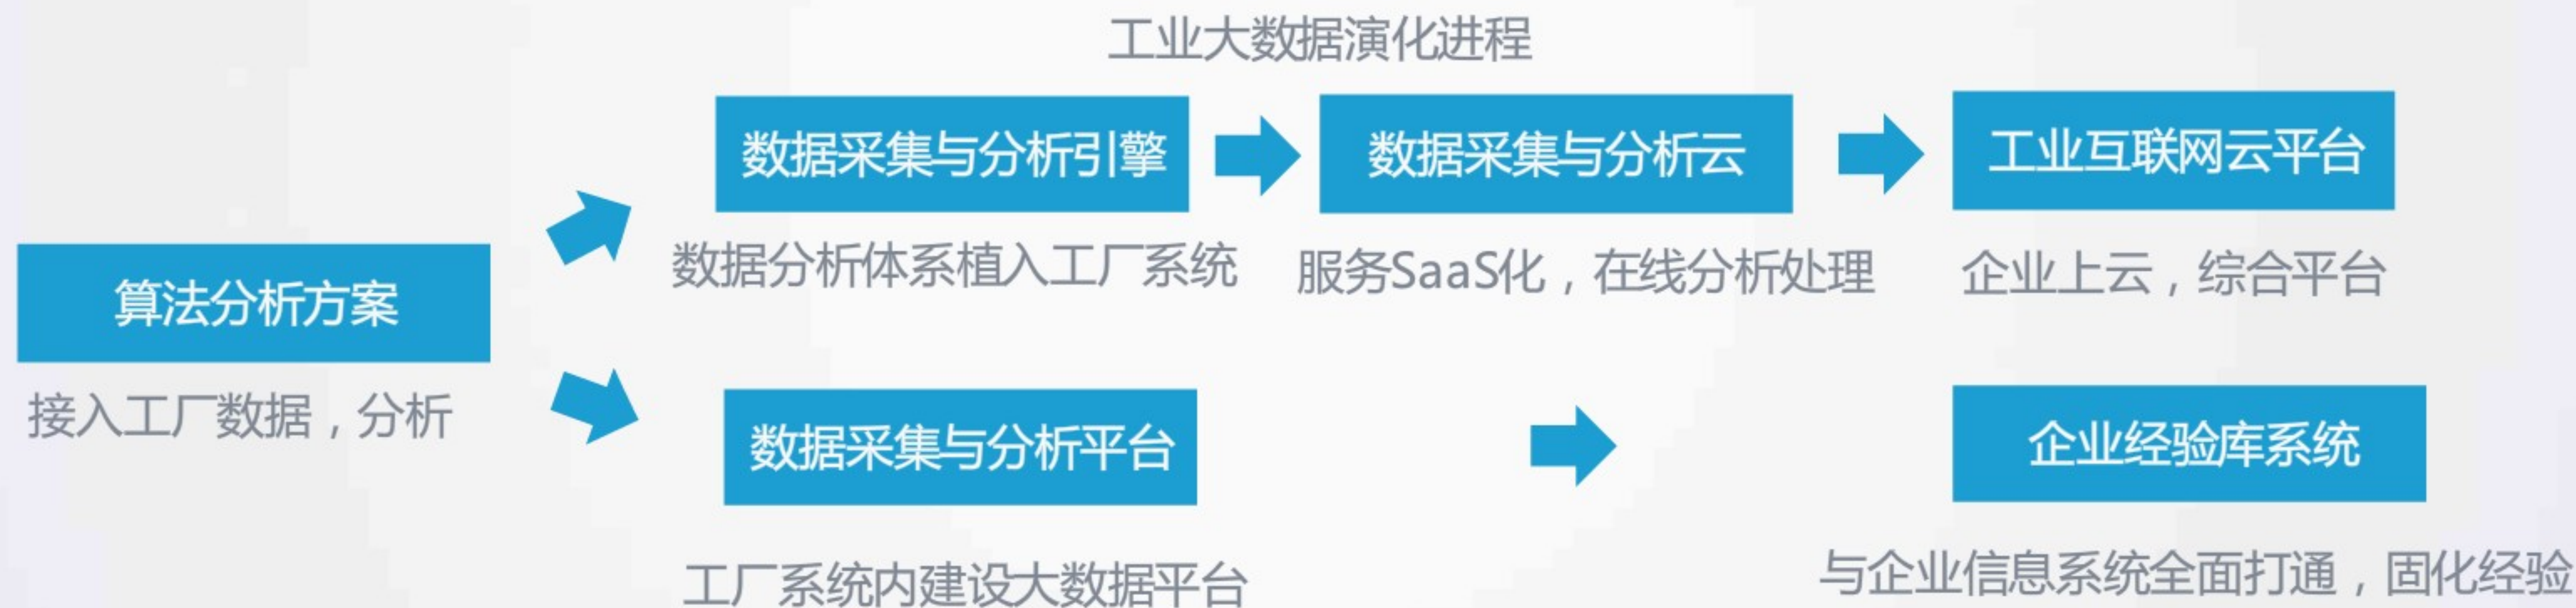 工业大数据演化进程
数据采集与分析引擎
数据采集与分析云
工业互联网云平台
数据分析体系植入工厂系统
服务SaaS化，在线分析处理
企业上云，综合平台
算法分析方案
接入工厂数据，分析
数据采集与分析平台
企业经验库系统
工厂系统内建设大数据平台
与企业信息系统全面打通，固化经验